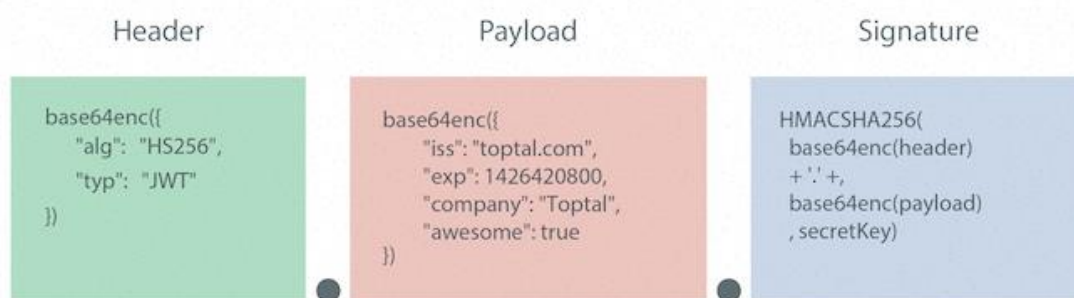 Header
base64enc({
"alg": "HS256",
"typ": "JWT"
})
Payload
base64enc({
"iss": "toptal.com",
"exp": 1426420800,
"company": "Toptal",
"awesome": true
})
Signature
HMACSHA256(
base64enc(header)
+ '.' +,
base64enc(payload)
, secretKey)